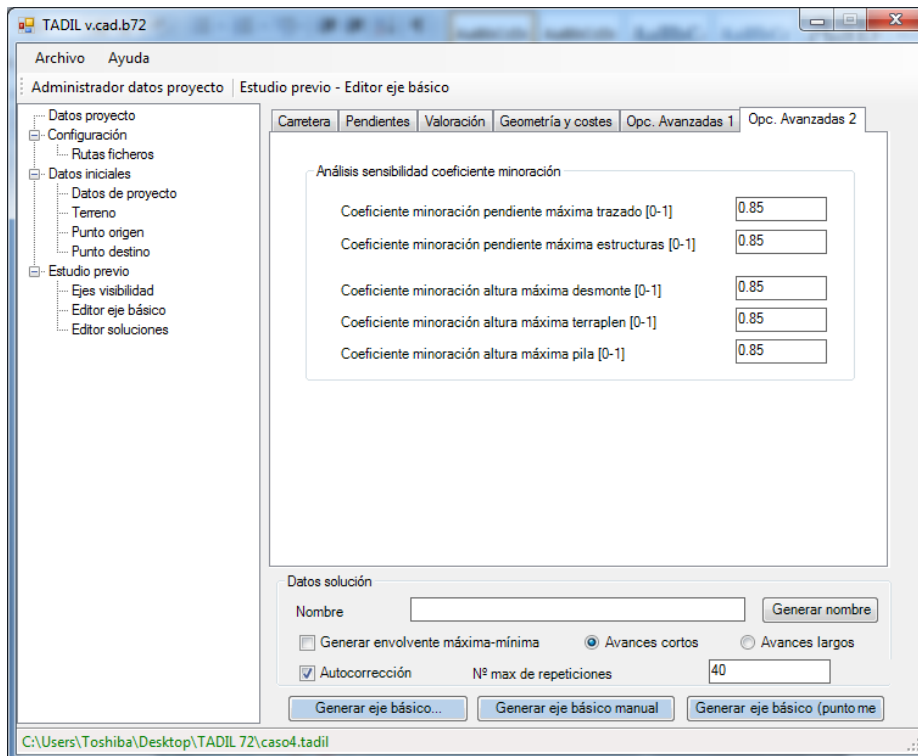 TADIL v.cad.b72
Archivo Ayuda
Administrador datos proyecto Estudio previo - Editor eje básico
Datos proyecto
Configuración
Rutas ficheros
Datos iniciales
Datos de proyecto
Terreno
Punto origen
Punto destino
Estudio previo
Ejes visibilidad
Editor eje básico
Editor soluciones
Carretera Pendientes Valoración Geometría y costes Opc. Avanzadas 1 Opc. Avanzadas 2
Análisis sensibilidad coeficiente minoración
Coeficiente minoración pendiente máxima trazado [0-1] 0.85
Coeficiente minoración pendiente máxima estructuras [0-1] 0.85
Coeficiente minoración altura máxima desmonte [0-1] 0.85
Coeficiente minoración altura máxima terraplen [0-1] 0.85
Coeficiente minoración altura máxima pila [0-1] 0.85
Datos solución
Nombre Generar nombre
Generar envolvente máxima-mínima Avances cortos Avances largos
Autocorrección Nº max de repeticiones 40
Generar eje básico... Generar eje básico manual Generar eje básico (punto me
C:\Users\Toshiba\Desktop\TADIL 72\caso4.tadil